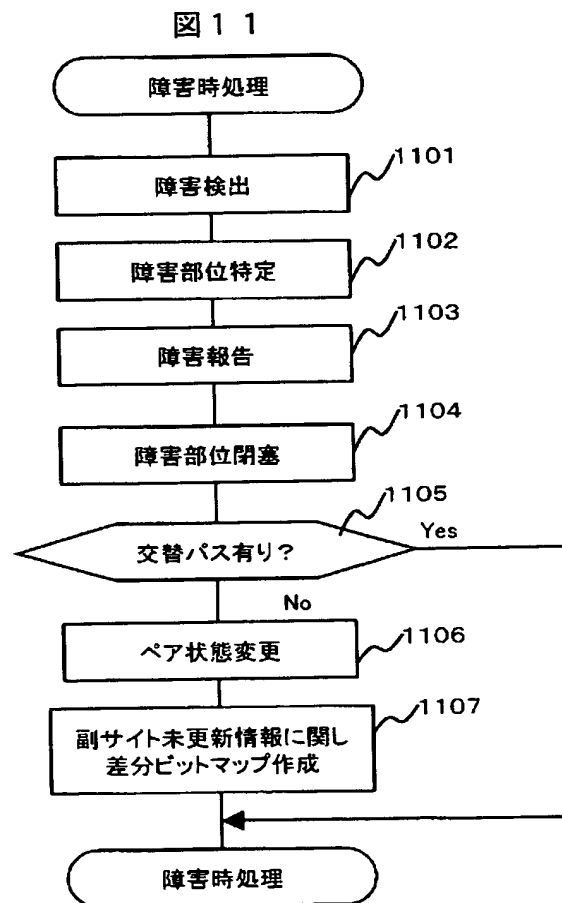 図11
障害時処理
1101
障害検出
1102
障害部位特定
1103
障害報告
1104
障害部位閉塞
1105
交替パス有り?
Yes
No
1106
ペア状態変更
1107
副サイト未更新情報に関し
差分ビットマップ作成
障害時処理